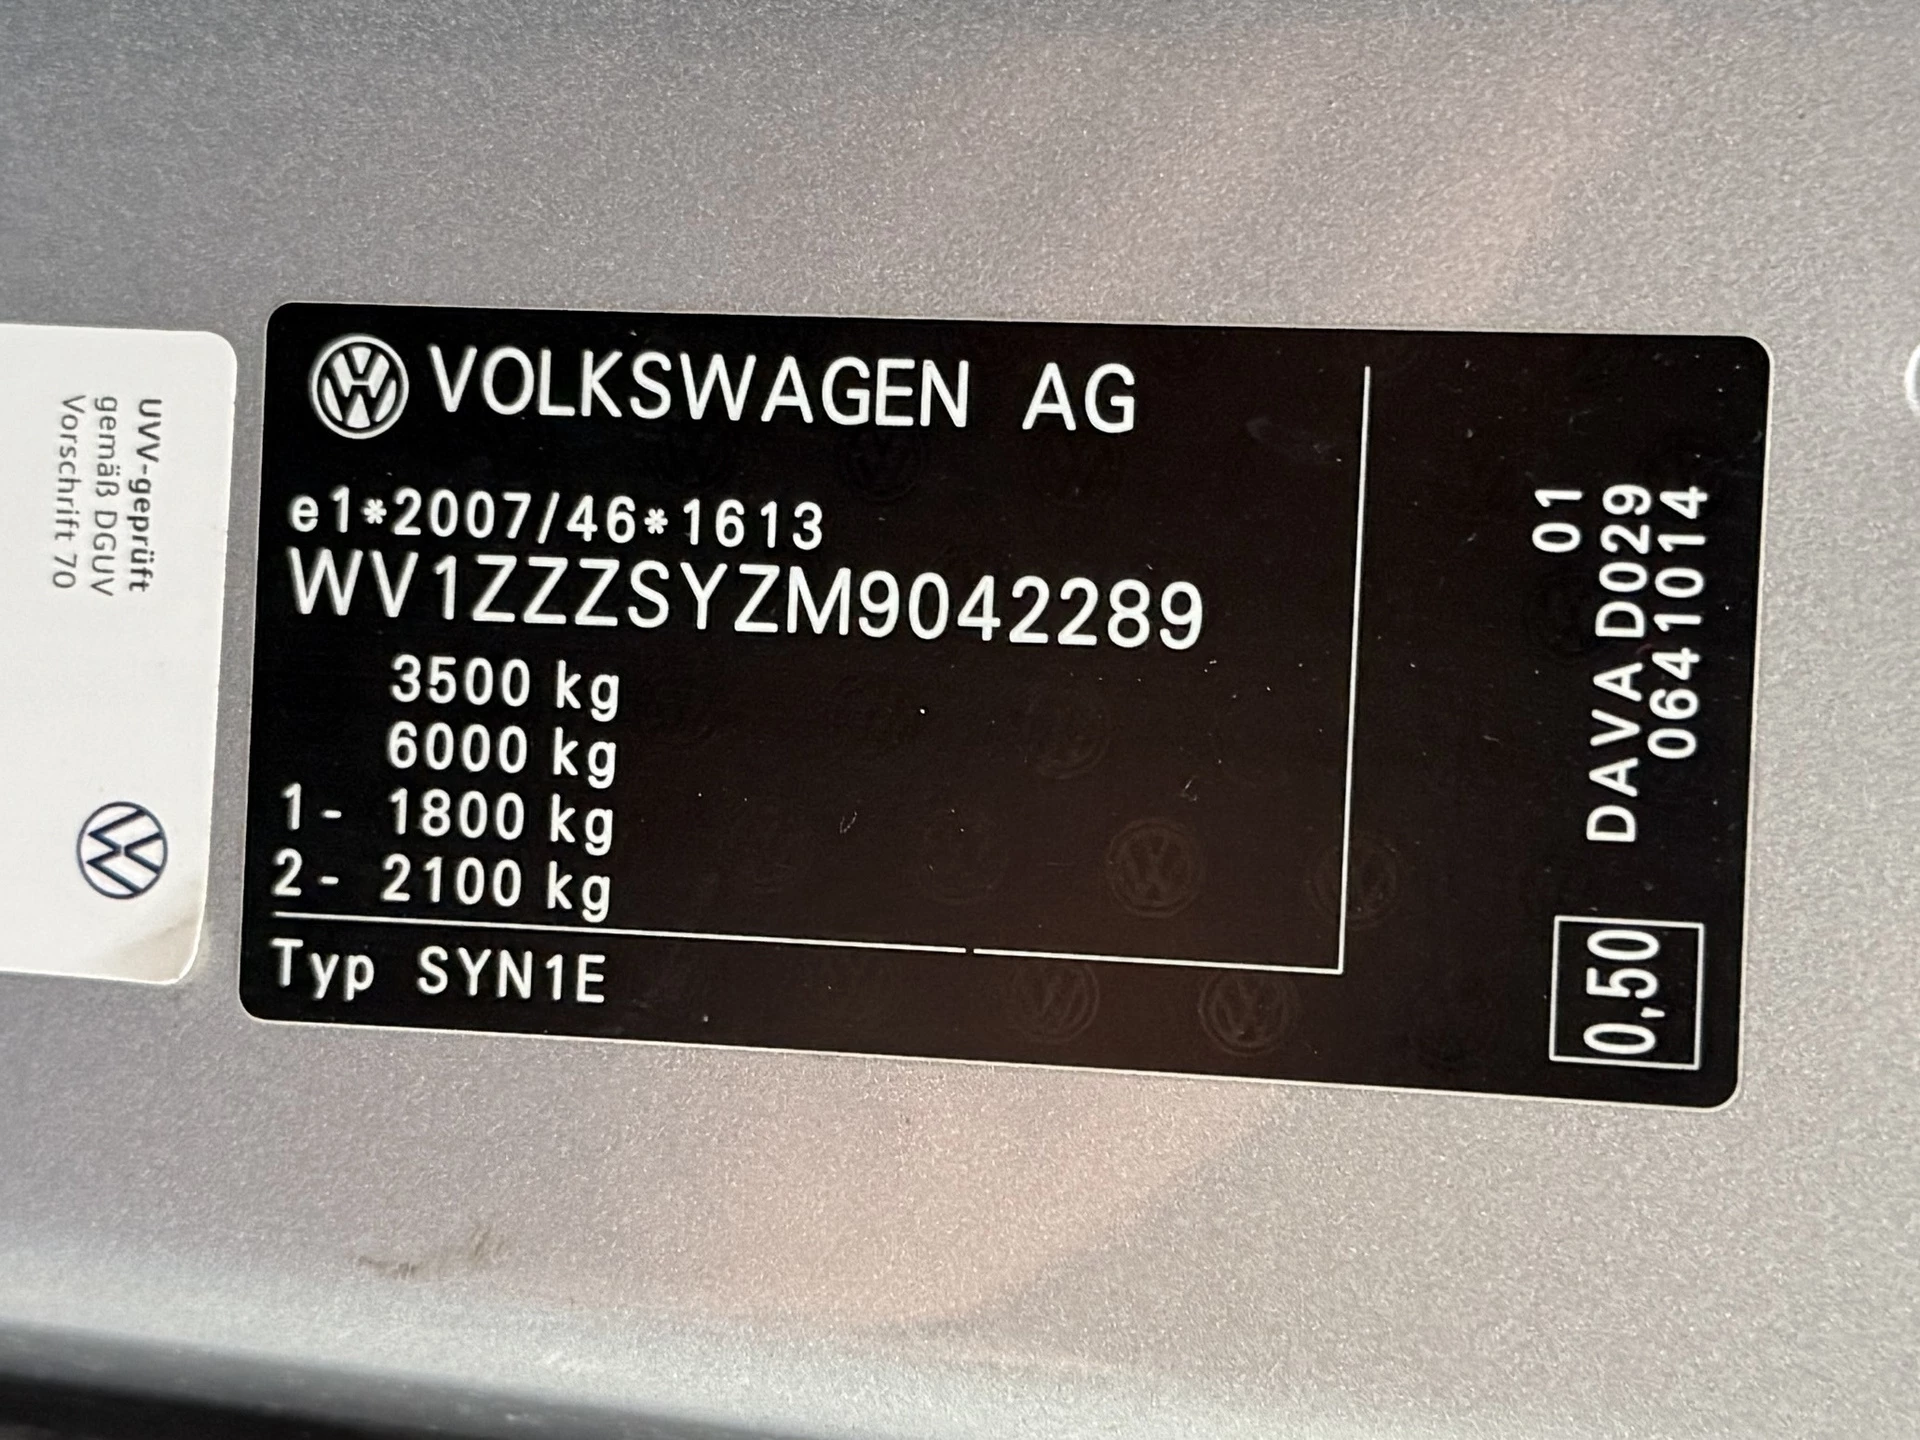 UVV-geprüft
gemäß DGUV
Vorschrift 70
VOLKSWAGEN AG
e1*2007/46*1613
WV1ZZZSYZM9042289
3500 kg
6000 kg
1- 1800 kg
2- 2100 kg
Typ SYN1E
01
DAVA D029
0641014
0,50